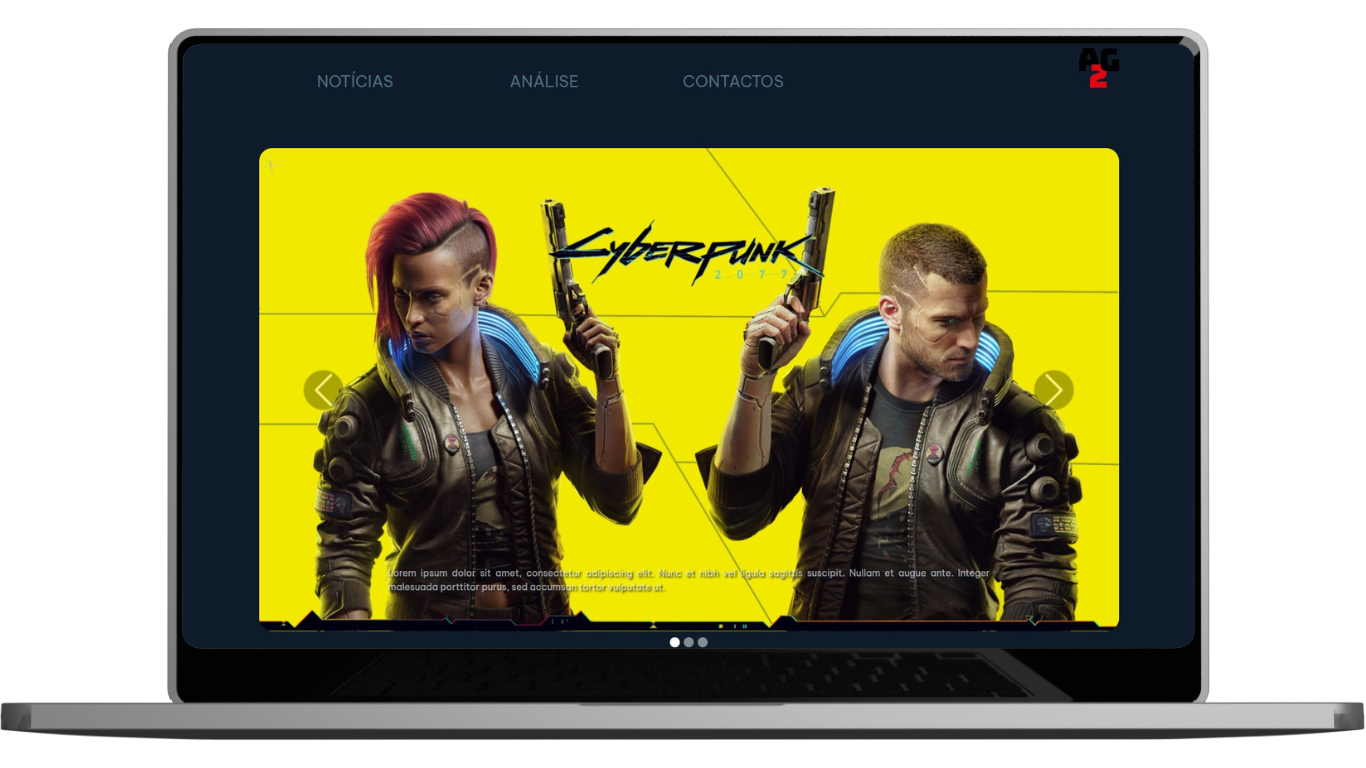 NOTÍCIAS ANÁLISE CONTACTOS
AG
2
CYBERPUNK
2077
Lorem ipsum dolor sit amet, consectetur adipiscing elit. Nunc et nibh vel ligula sagittis suscipit. Nullam et augue ante. Integer
malesuada porttitor purus, sed accumsan tortor vulputate ut.